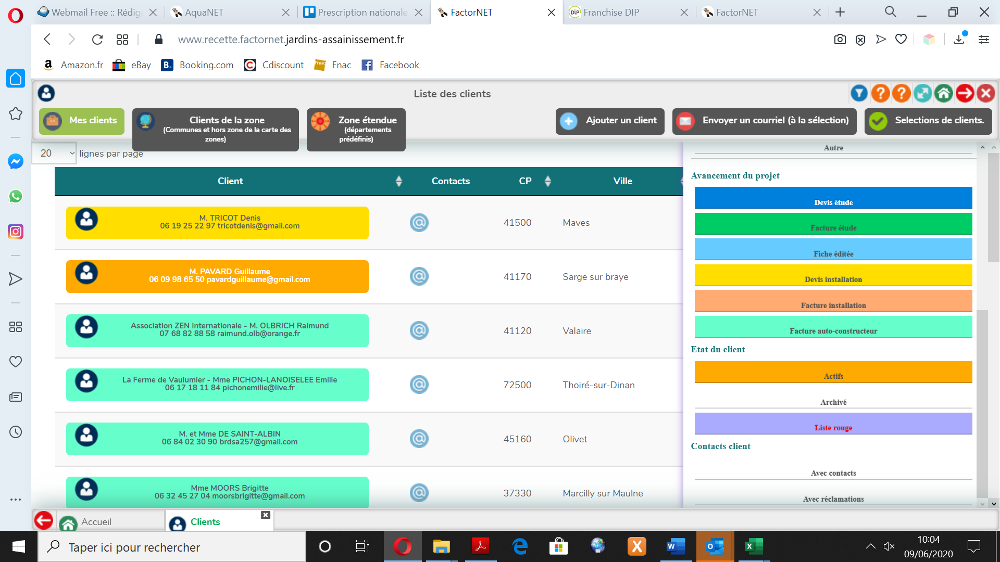 Webmail Free :: Rédig
AquaNET
Prescription nationale
FactorNET
Franchise DIP
FactorNET
www.recette.factornet.jardins-assainissement.fr
Amazon.fr
eBay
Booking.com
Cdiscount
Fnac
Facebook
Liste des clients
Mes clients
Clients de la zone
(Communes et hors zone de la carte des
zones)
Zone étendue
(départements
prédéfinis)
Ajouter un client
Envoyer un courriel (à la sélection)
Selections de clients.
20 lignes par page
Client Contacts CP Ville
M. TRICOT Denis
06 19 25 22 97 tricotdenis@gmail.com
41500 Maves
M. PAVARD Guillaume
06 09 98 65 50 pavardguillaume@gmail.com
41170 Sarge sur braye
Association ZEN Internationale - M. OLBRICH Raimund
07 68 82 88 58 raimund.olb@orange.fr
41120 Valaire
La Ferme de Vaulumier - Mme PICHON-LANOISELEE Emilie
06 17 18 11 84 pichonemilie@live.fr
72500 Thoiré-sur-Dinan
M. et Mme DE SAINT-ALBIN
06 84 02 30 90 brdsa257@gmail.com
45160 Olivet
Mme MOORS Brigitte
06 32 45 27 04 moorsbrigitte@gmail.com
37330 Marcilly sur Maulne
Autre
Avancement du projet
Devis étude
Facture étude
Fiche éditée
Devis installation
Facture installation
Facture auto-constructeur
Etat du client
Actifs
Archivé
Liste rouge
Contacts client
Avec contacts
Avec réclamations
Accueil
Clients
Taper ici pour rechercher
10:04
09/06/2020